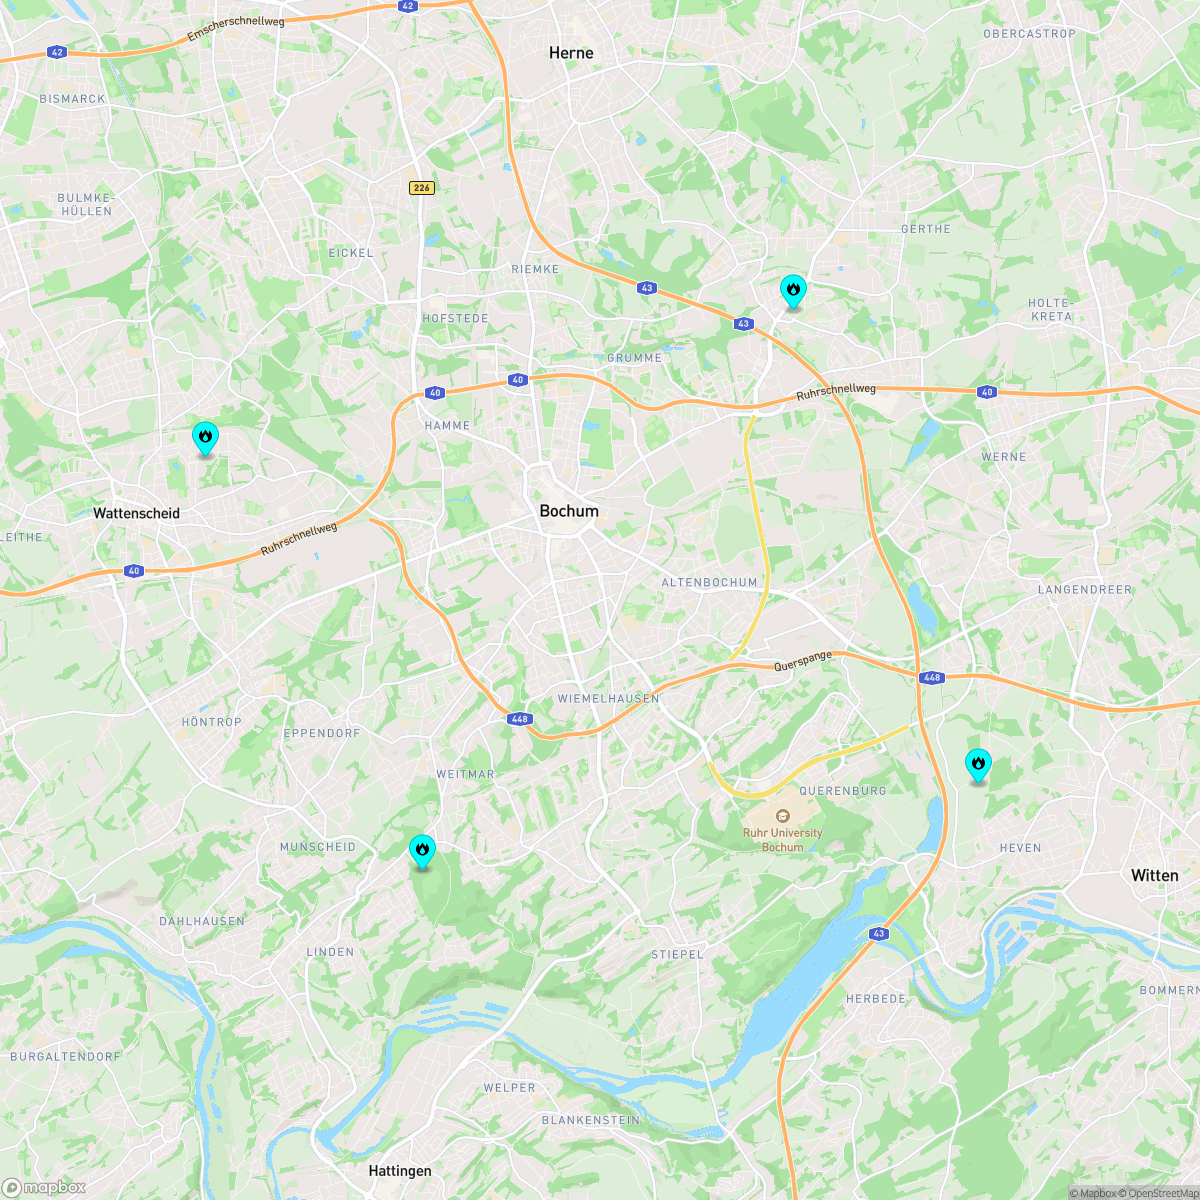 42
Emscherschnellweg
42
Herne
OBERCASTROP
BISMARCK
226
BULMKE-
HÜLLEN
GERTHE
EICKEL
RIEMKE
43
HOLTE-
KRETA
HOFSTEDE
43
GRUMME
40
40
Ruhrschnellweg
40
HAMME
WERNE
Wattenscheid
Bochum
LEITHE
Ruhrschnellweg
40
ALTENBOCHUM
LANGENDREER
Querspange
448
WIEMELHAUSEN
HÖNTROP
448
EPPENDORF
WEITMAR
QUERENBURG
Ruhr University
Bochum
MUNSCHEID
HEVEN
Witten
DAHLHAUSEN
43
LINDEN
STIEPEL
BOMMERN
HERBEDE
BURGALTENDORF
WELPER
BLANKENSTEIN
Hattingen
mapbox
© Mapbox © OpenStreetMap